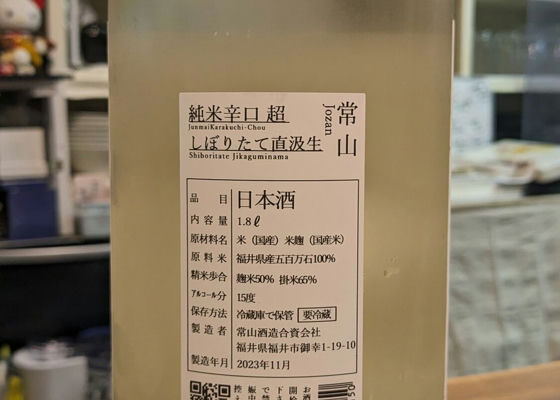 常山
Jozan
純米辛口 超
JunmaiKarakuchi-Chou
しぼりたて直汲生
Shiboritate Jikaguminama
品目 日本酒
内容量 1.8ℓ
原材料名 米（国産）米麹（国産米）
原料米 福井県産五百万石100%
精米歩合 麹米50% 掛米65%
アルコール分 15度
保存方法 冷蔵庫で保管 要冷蔵
製造者 常山酒造合資会社
福井県福井市御幸1-19-10
製造年月 2023年11月